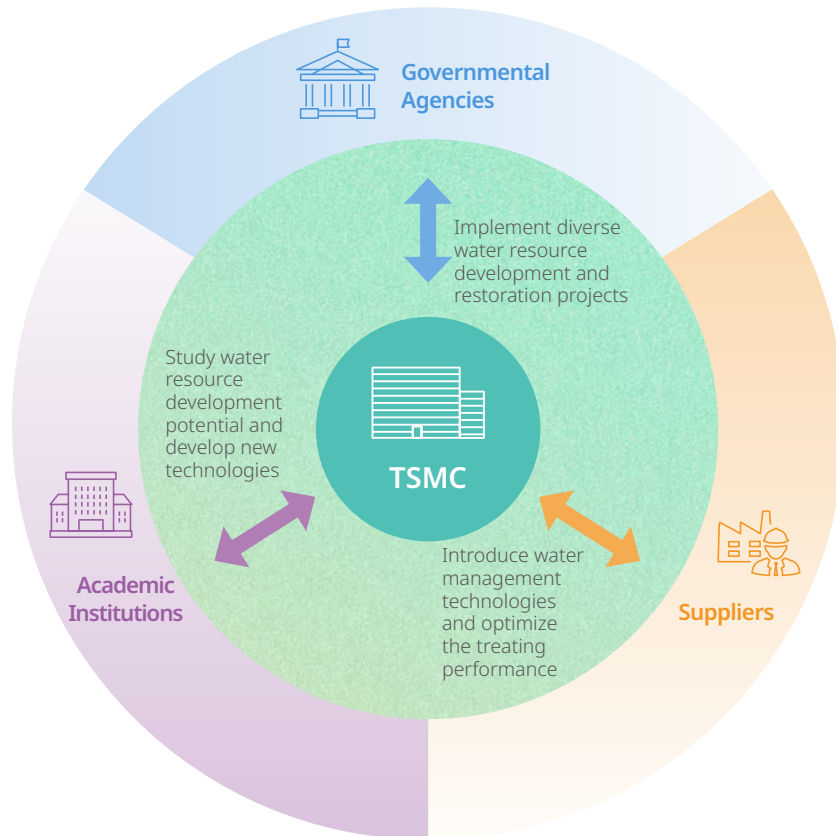 Governmental
Agencies
Implement diverse
water resource
development and
restoration projects
Study water
resource
development
potential and
develop new
technologies
TSMC
Academic
Institutions
Introduce water
management
technologies
and optimize
the treating
performance
Suppliers